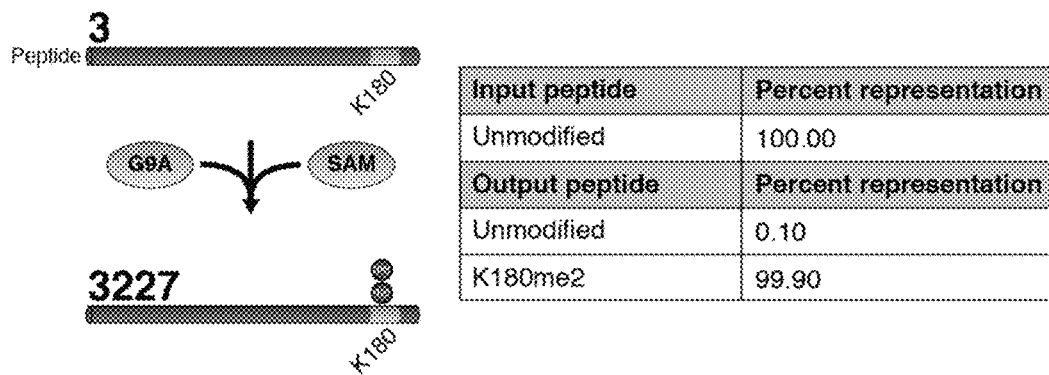 3
Peptide
K180
G9A
SAM
3227
K180
Input peptide Percent representation
Unmodified 100.00
Output peptide Percent representation
Unmodified 0.10
K180me2 99.90